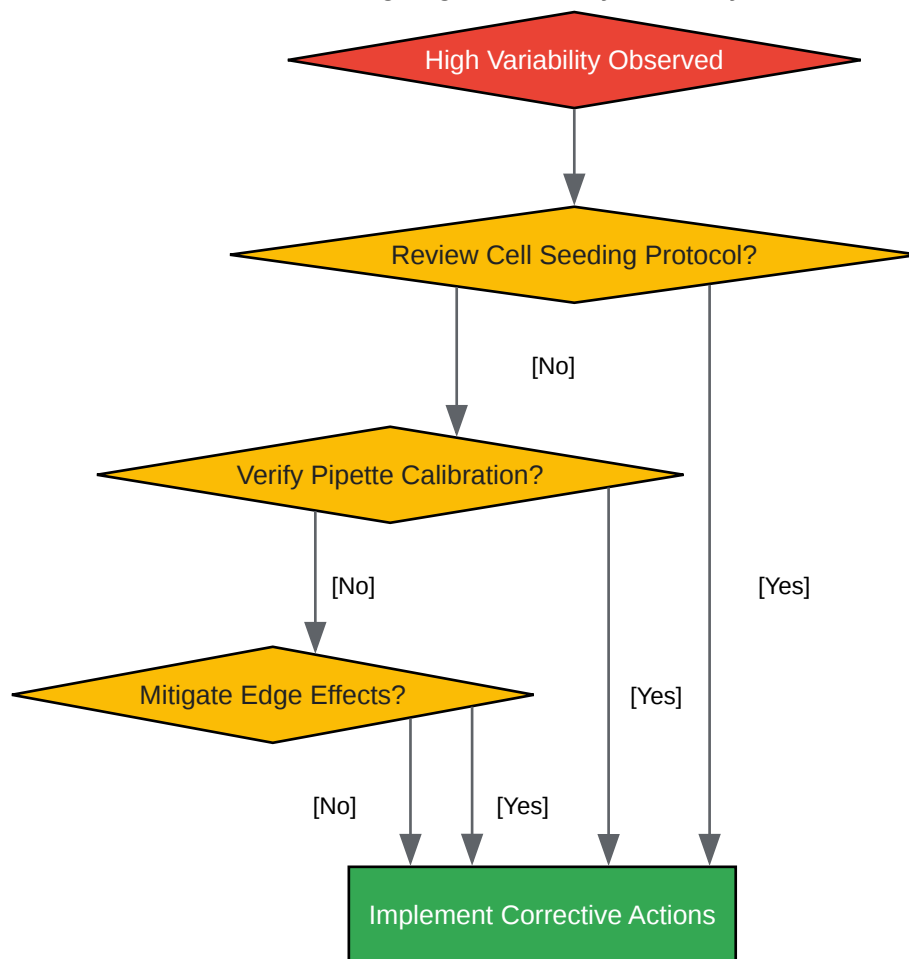 High Variability Observed
Review Cell Seeding Protocol?
[No]
Verify Pipette Calibration?
[No]
[Yes]
Mitigate Edge Effects?
[Yes]
[No]
[Yes]
Implement Corrective Actions